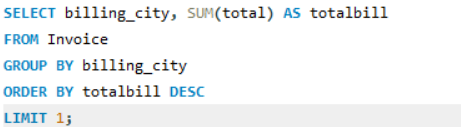 SELECT billing_city, SUM(total) AS totalbill
FROM Invoice
GROUP BY billing_city
ORDER BY totalbill DESC
LIMIT 1;